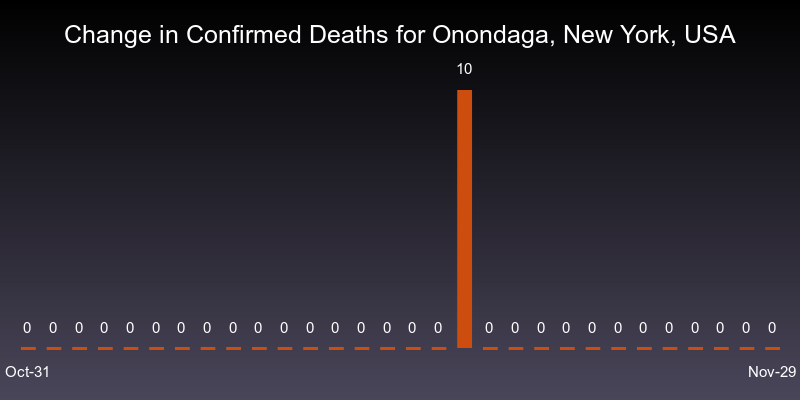 Change in Confirmed Deaths for Onondaga, New York, USA
10
0 0 0 0 0 0 0 0 0 0 0 0 0 0 0 0 0 0 0 0 0 0 0 0 0 0 0 0 0
Oct-31 Nov-29